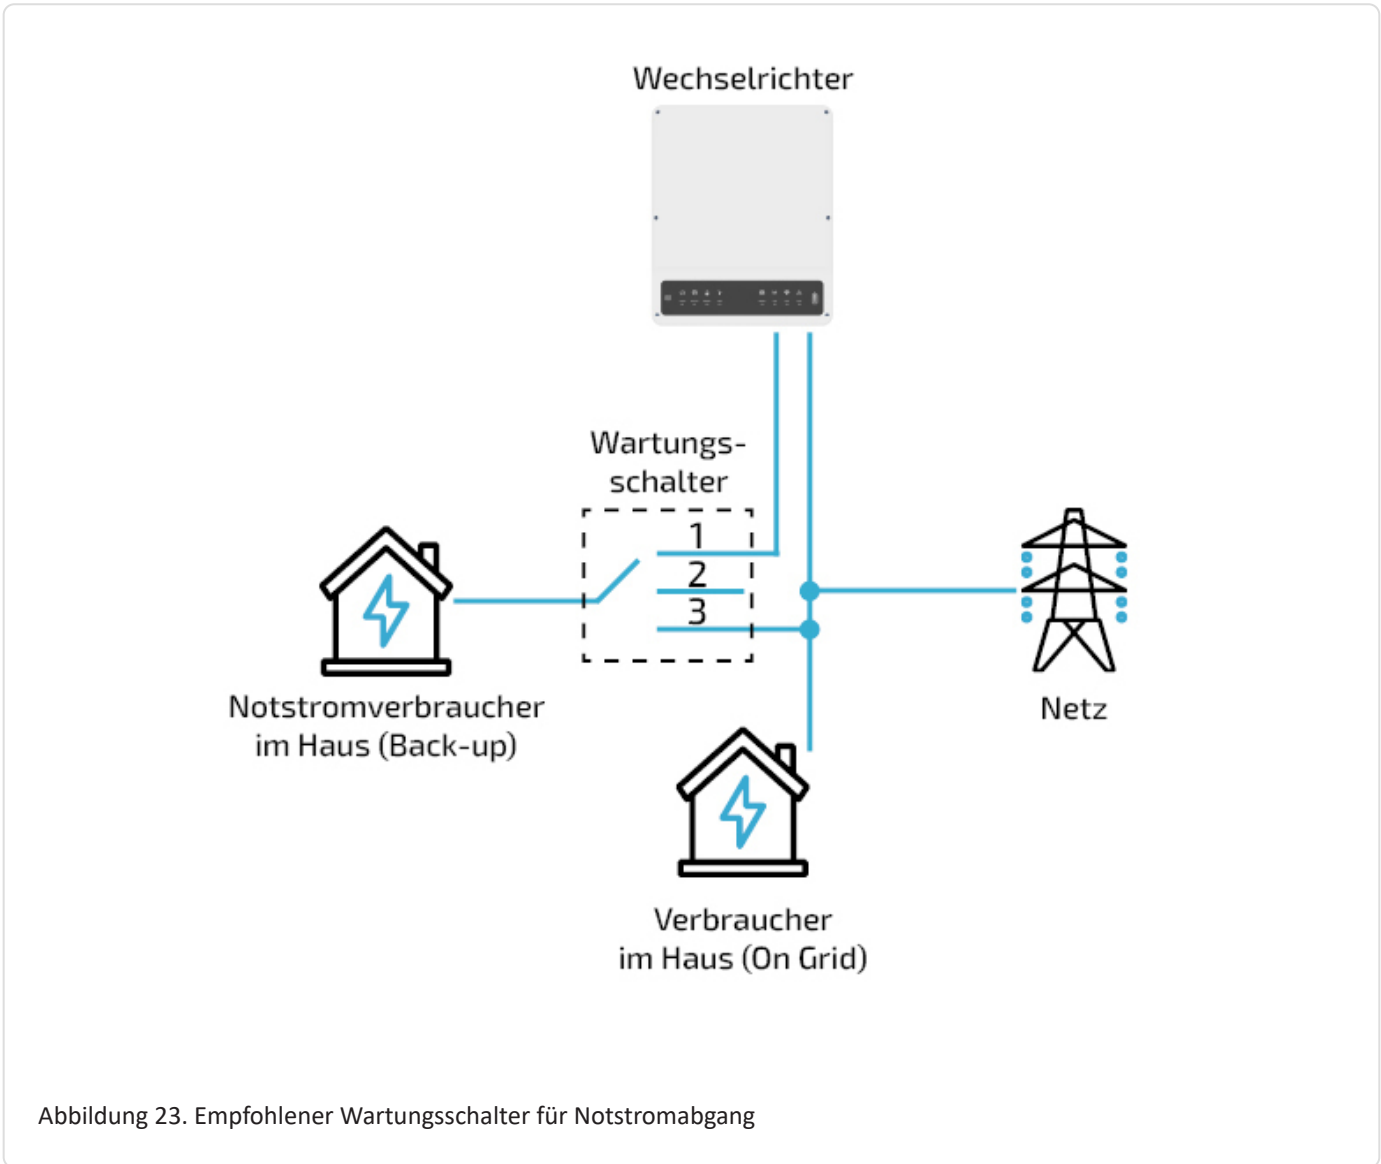 Wechselrichter
Wartungs-
schalter
1
2
3
Notstromverbraucher
im Haus (Back-up)
Netz
Verbraucher
im Haus (On Grid)
Abbildung 23. Empfohlener Wartungsschalter für Notstromabgang